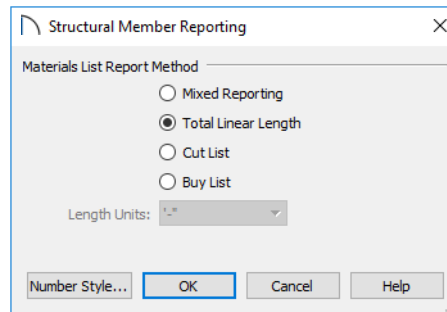 Structural Member Reporting
Materials List Report Method
Mixed Reporting
Total Linear Length
Cut List
Buy List
Length Units: '-"
Number Style... OK Cancel Help